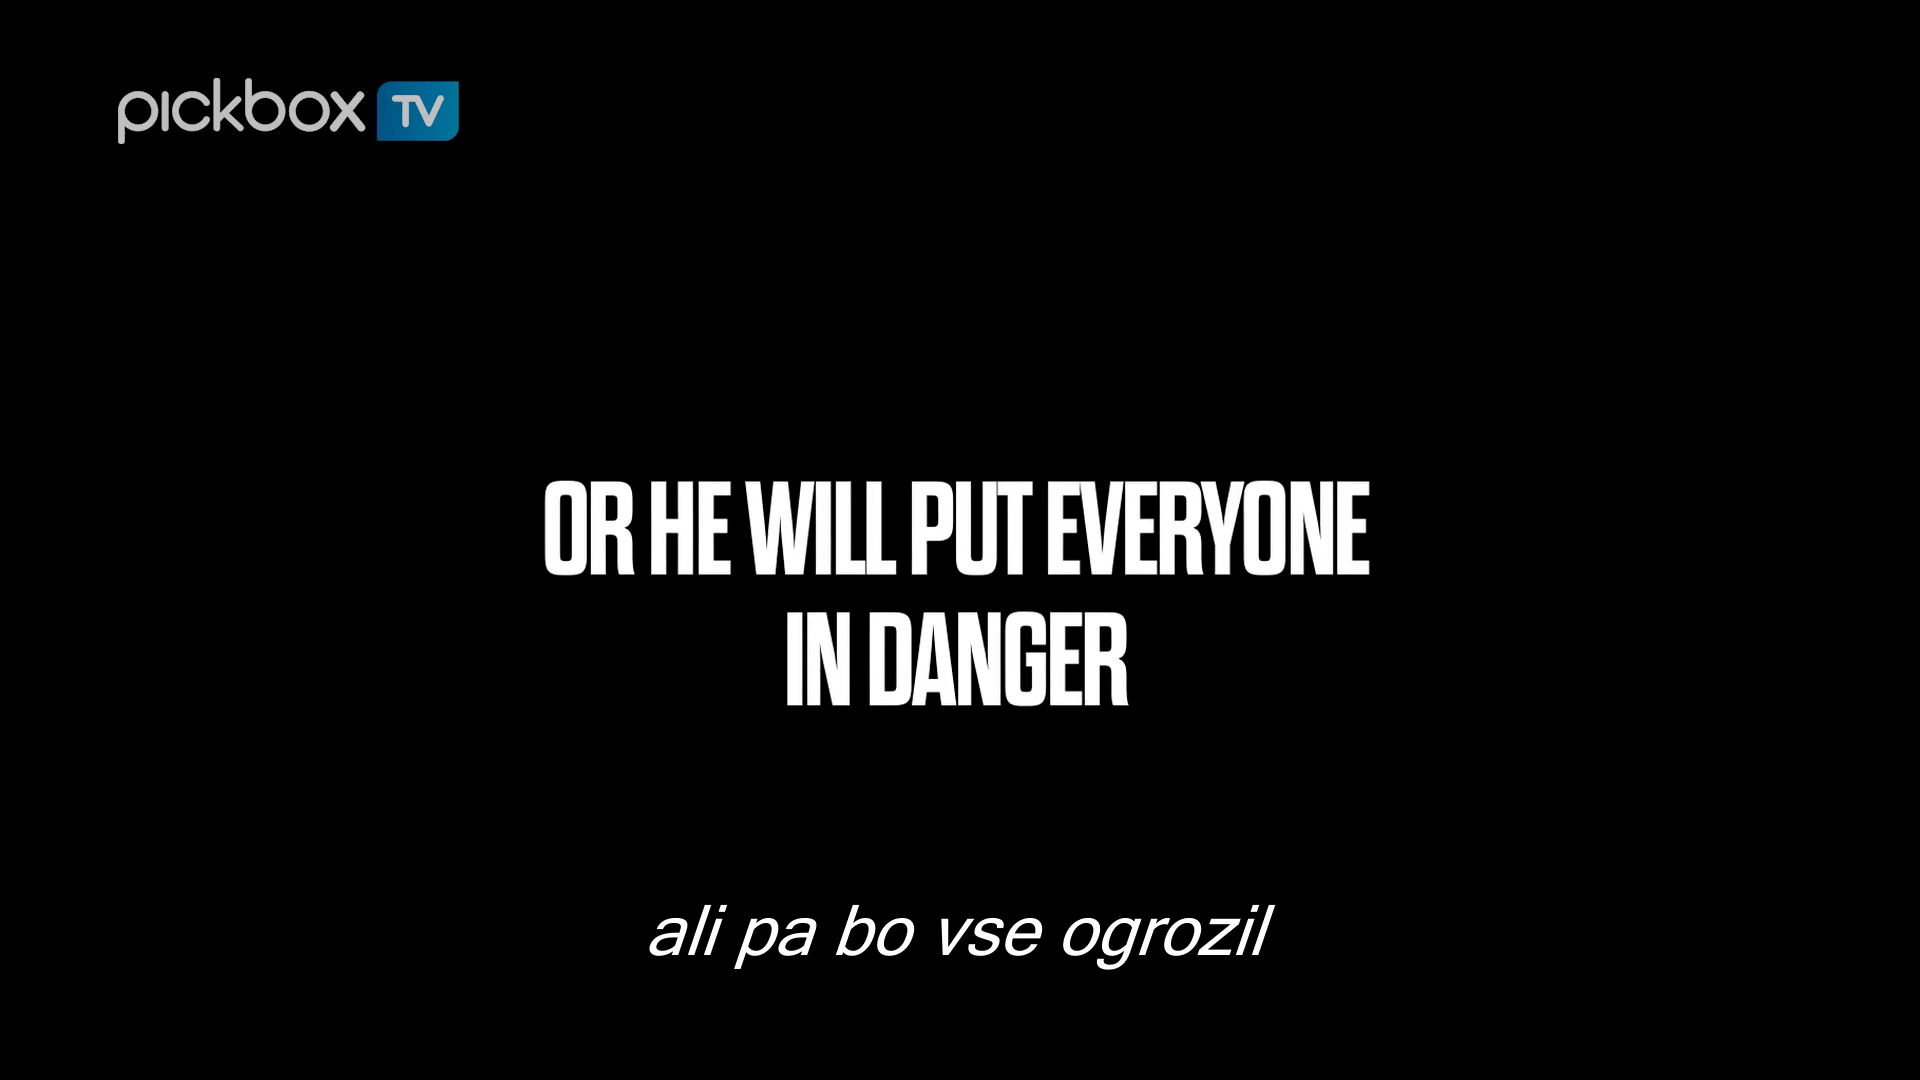 pickbox TV
OR HE WILL PUT EVERYONE
IN DANGER
ali pa bo vse ogrozil